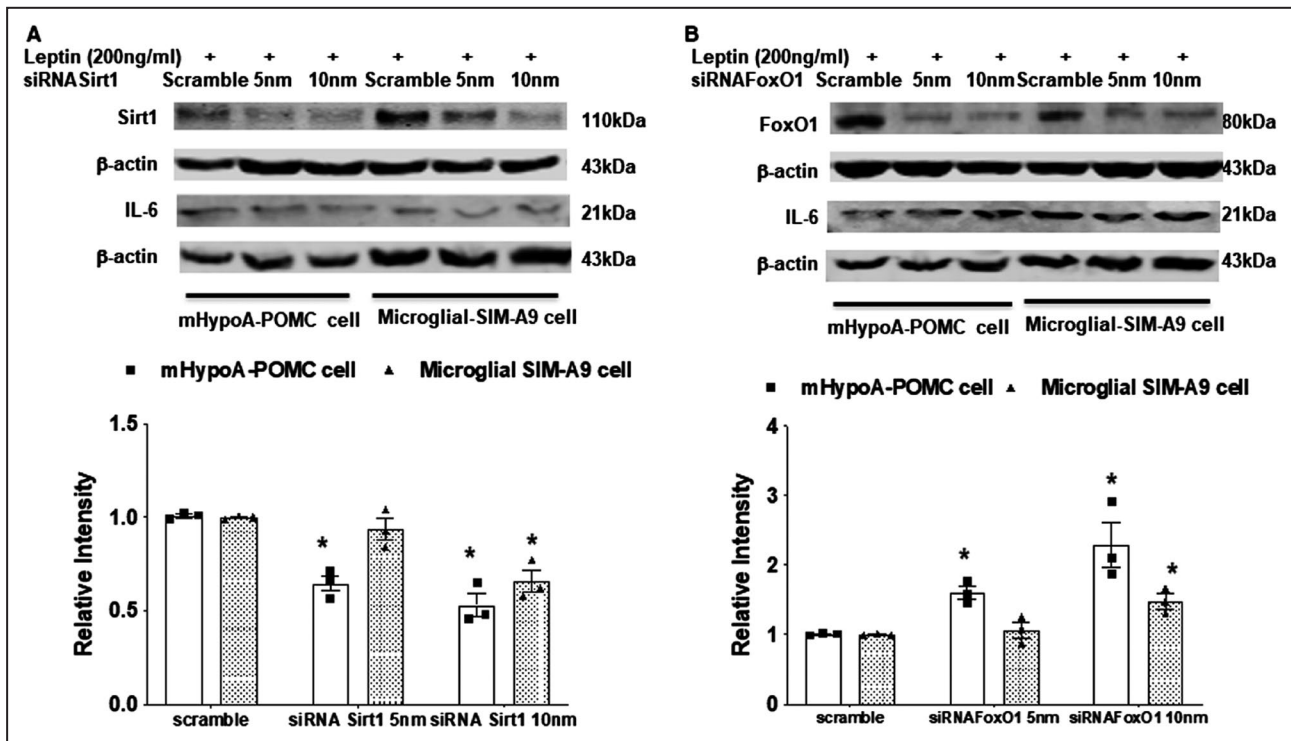 A
Leptin (200ng/ml) + + + + + +
siRNASirt1 Scramble 5nm 10nm Scramble 5nm 10nm
Sirt1 110kDa
β-actin 43kDa
IL-6 21kDa
β-actin 43kDa
mHypoA-POMC cell Microglial-SIM-A9 cell
■ mHypoA-POMC cell ▲ Microglial SIM-A9 cell
Relative Intensity
1.5
1.0
0.5
0.0
* * *
scramble siRNA Sirt1 5nm siRNA Sirt1 10nm
B
Leptin (200ng/ml) + + + + + +
siRNAFoxO1 Scramble 5nm 10nm Scramble 5nm 10nm
FoxO1 80kDa
β-actin 43kDa
IL-6 21kDa
β-actin 43kDa
mHypoA-POMC cell Microglial-SIM-A9 cell
■ mHypoA-POMC cell ▲ Microglial SIM-A9 cell
Relative Intensity
4
3
2
1
0
* * *
scramble siRNAFoxO1 5nm siRNAFoxO1 10nm